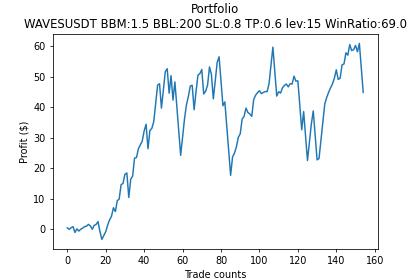 Portfolio
WAVESUSDT BBM:1.5 BBL:200 SL:0.8 TP:0.6 lev:15 WinRatio:69.0
60
50
40
30
20
10
0
Profit ($)
0 20 40 60 80 100 120 140 160
Trade counts